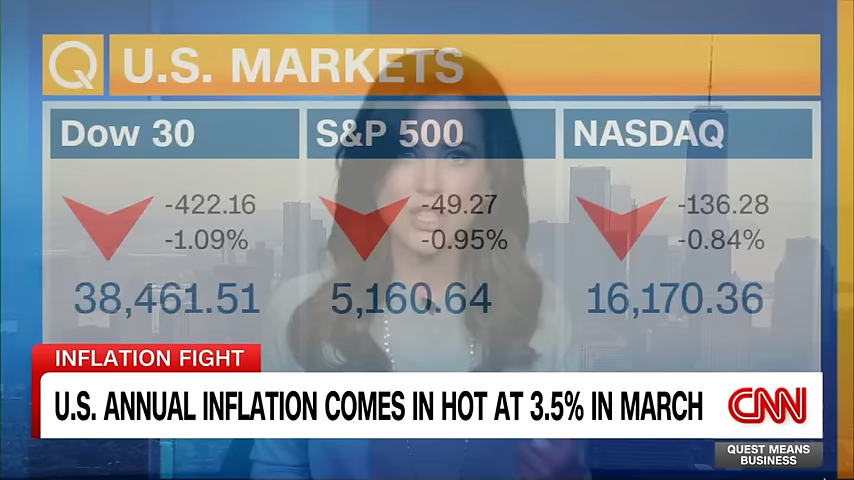 Q U.S. MARKETS
Dow 30
-422.16
-1.09%
38,461.51
S&P 500
-49.27
-0.95%
5,160.64
NASDAQ
-136.28
-0.84%
16,170.36
INFLATION FIGHT
U.S. ANNUAL INFLATION COMES IN HOT AT 3.5% IN MARCH
CNN
QUEST MEANS
BUSINESS